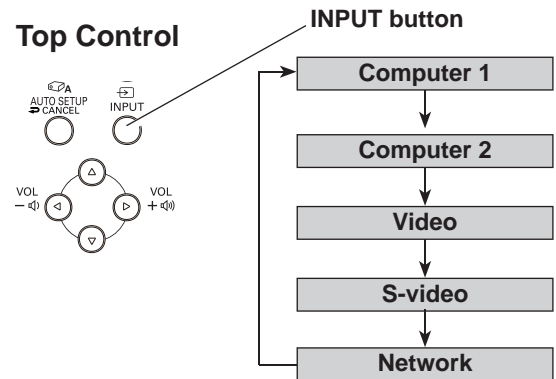 Top Control
INPUT button
A
AUTO SETUP
CANCEL
INPUT
VOL
-
VOL
+
Computer 1
Computer 2
Video
S-video
Network